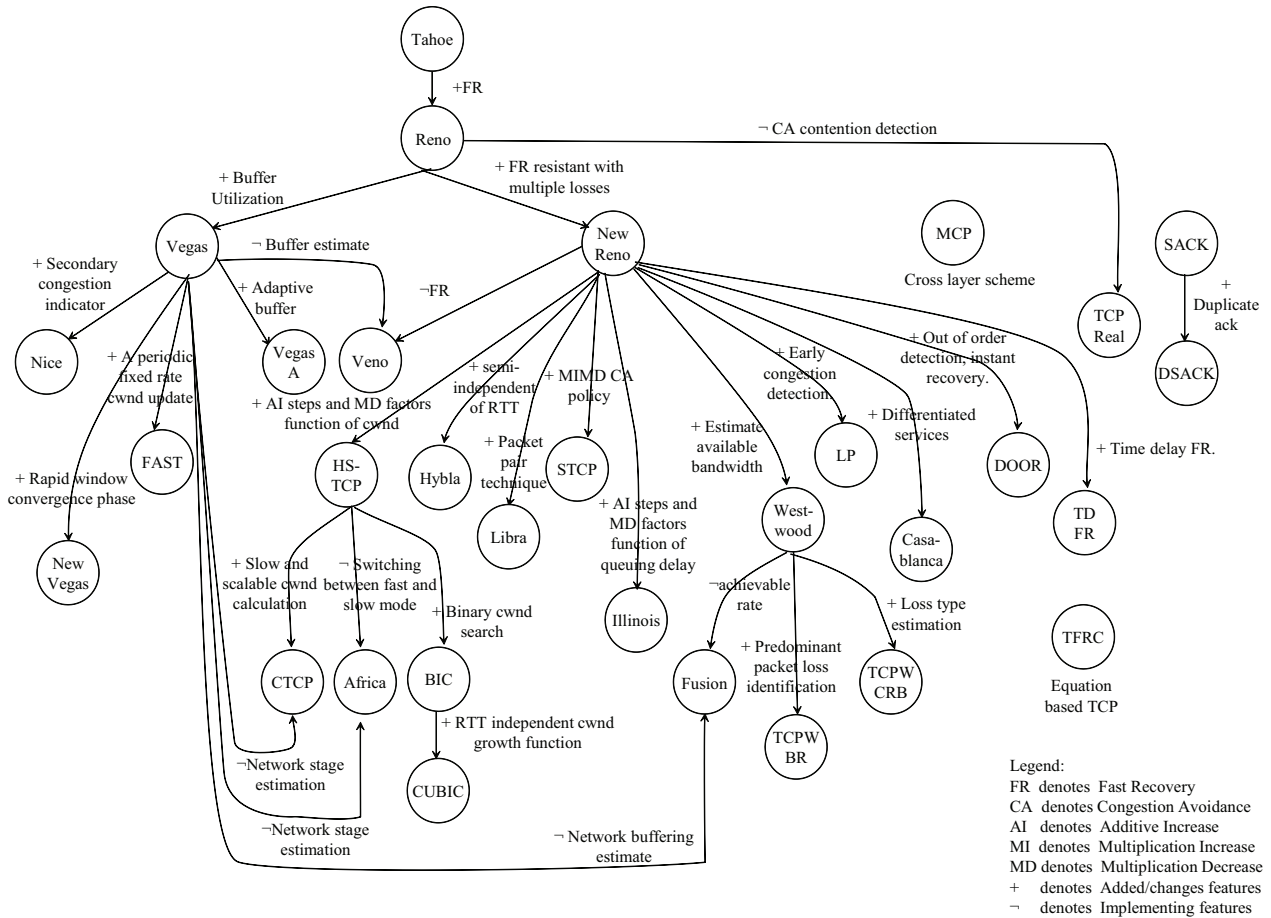 Tahoe
+FR
Reno
¬ CA contention detection
+ Buffer
Utilization
+ FR resistant with
multiple losses
Vegas
¬ Buffer estimate
New
Reno
MCP
Cross layer scheme
SACK
+
Duplicate
ack
DSACK
TCP
Real
+ Secondary
congestion
indicator
+ Adaptive
buffer
¬FR
Nice
Vegas
A
Veno
+ A periodic
fixed rate
cwnd update
+ AI steps and MD factors
function of cwnd
+ semi-
independent
of RTT
+ MIMD CA
policy
+ Early
congestion
detection
+ Out of order
detection, instant
recovery.
+ Differentiated
services
+ Time delay FR.
+ Estimate
available
bandwidth
+ Packet
pair
technique
FAST
HS-
TCP
Hybla
STCP
LP
DOOR
+ Rapid window
convergence phase
Libra
+ AI steps and
MD factors
function of
queuing delay
West-
wood
Casa-
blanca
TD
FR
New
Vegas
+ Slow and
scalable cwnd
calculation
¬ Switching
between fast and
slow mode
+ Binary cwnd
search
Illinois
¬achievable
rate
+ Loss type
estimation
+ Predominant
packet loss
identification
TFRC
Equation
based TCP
CTCP
Africa
BIC
Fusion
TCPW
CRB
+ RTT independent cwnd
growth function
TCPW
BR
CUBIC
¬Network stage
estimation
¬Network stage
estimation
¬ Network buffering
estimate
Legend:
FR denotes Fast Recovery
CA denotes Congestion Avoidance
AI denotes Additive Increase
MI denotes Multiplication Increase
MD denotes Multiplication Decrease
+ denotes Added/changes features
¬ denotes Implementing features